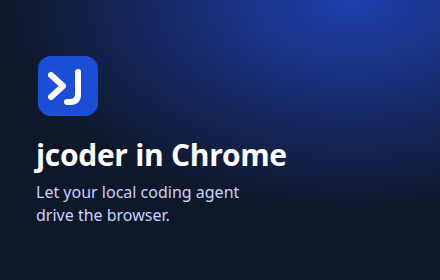 jcoder in Chrome
Let your local coding agent
drive the browser.